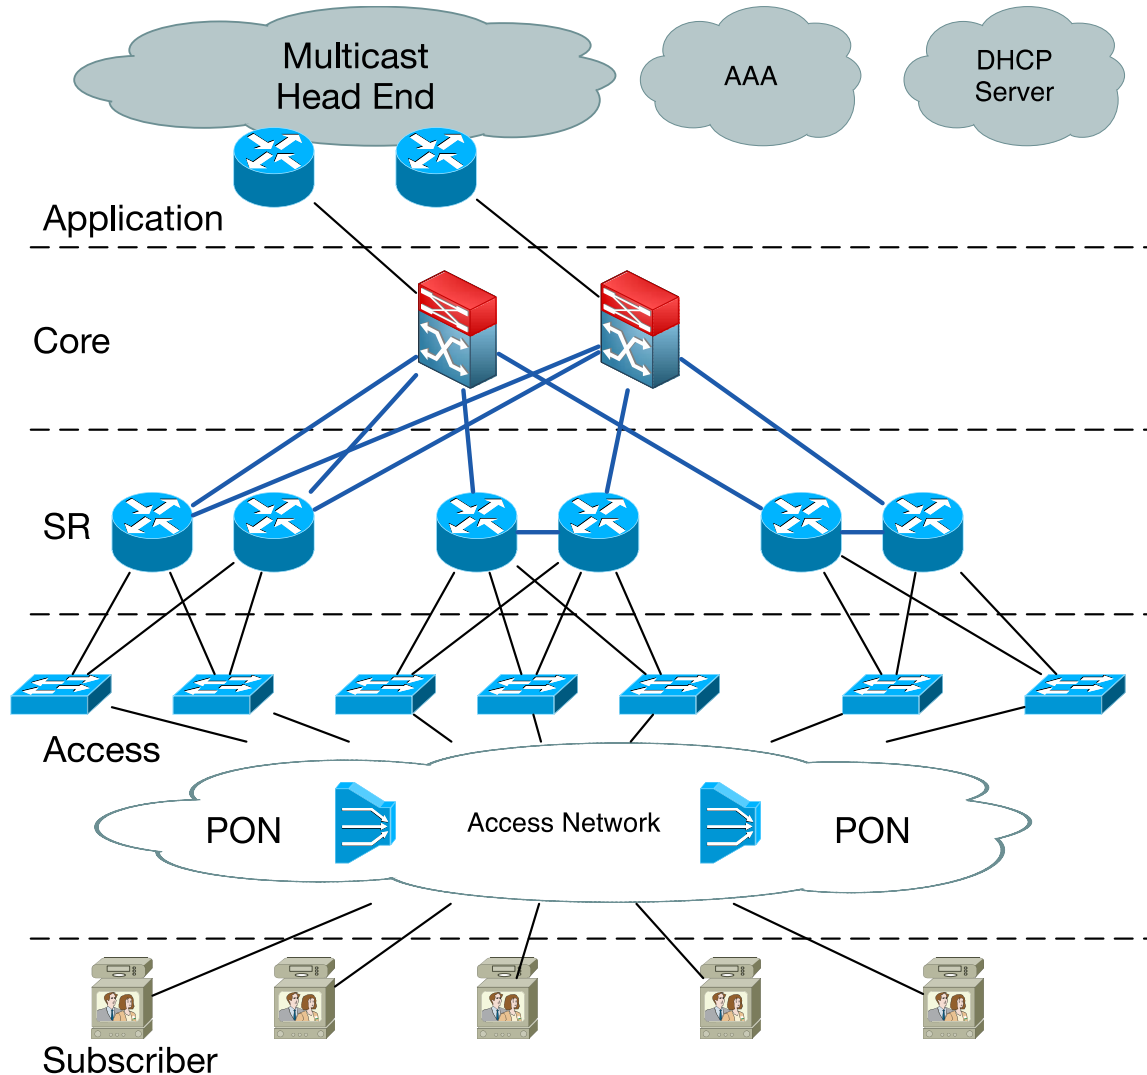 Multicast
Head End
AAA
DHCP
Server
Application
Core
SR
Access
PON
Access Network
PON
Subscriber